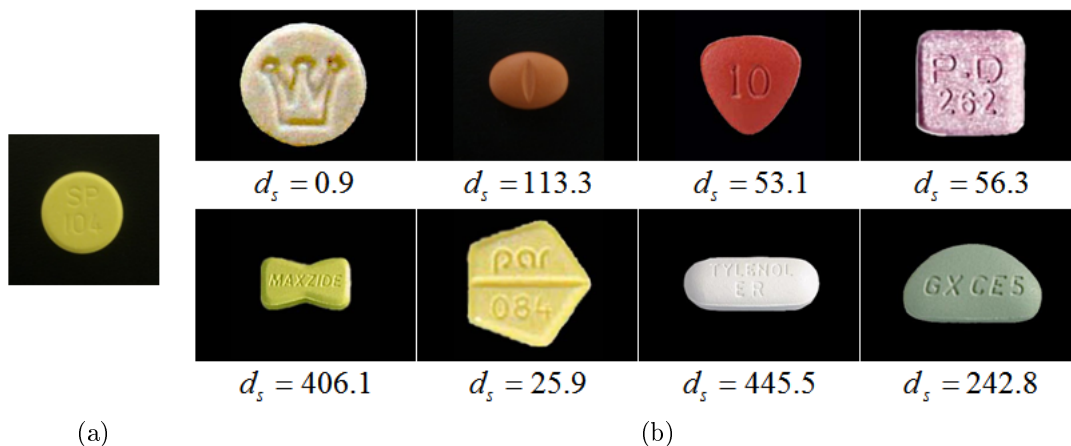 SP
104
10
P·D
262
d_s = 0.9
d_s = 113.3
d_s = 53.1
d_s = 56.3
MAXZIDE
par
084
TYLENOL
ER
GX CE5
d_s = 406.1
d_s = 25.9
d_s = 445.5
d_s = 242.8
(a)
(b)